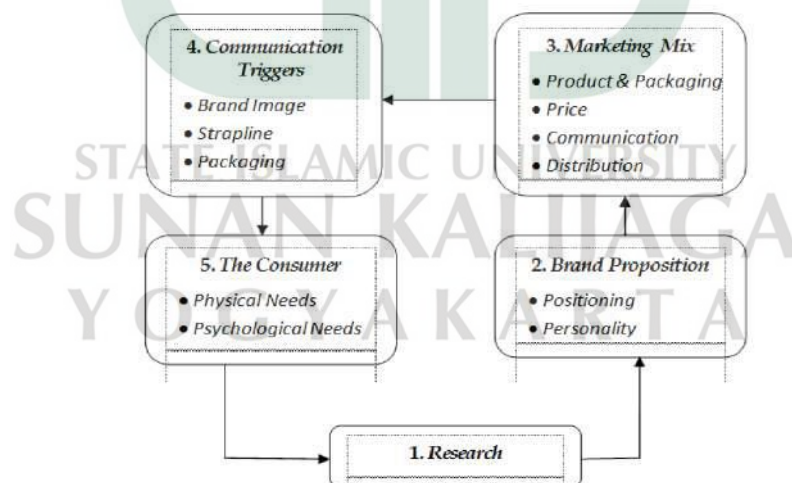 4. Communication
Triggers
• Brand Image
• Strapline
• Packaging
3. Marketing Mix
• Product & Packaging
• Price
• Communication
• Distribution
STATE ISLAMIC UNIVERSITY
SUNAN KALIJAGA
YOGYAKARTA
5. The Consumer
• Physical Needs
• Psychological Needs
2. Brand Proposition
• Positioning
• Personality
1. Research